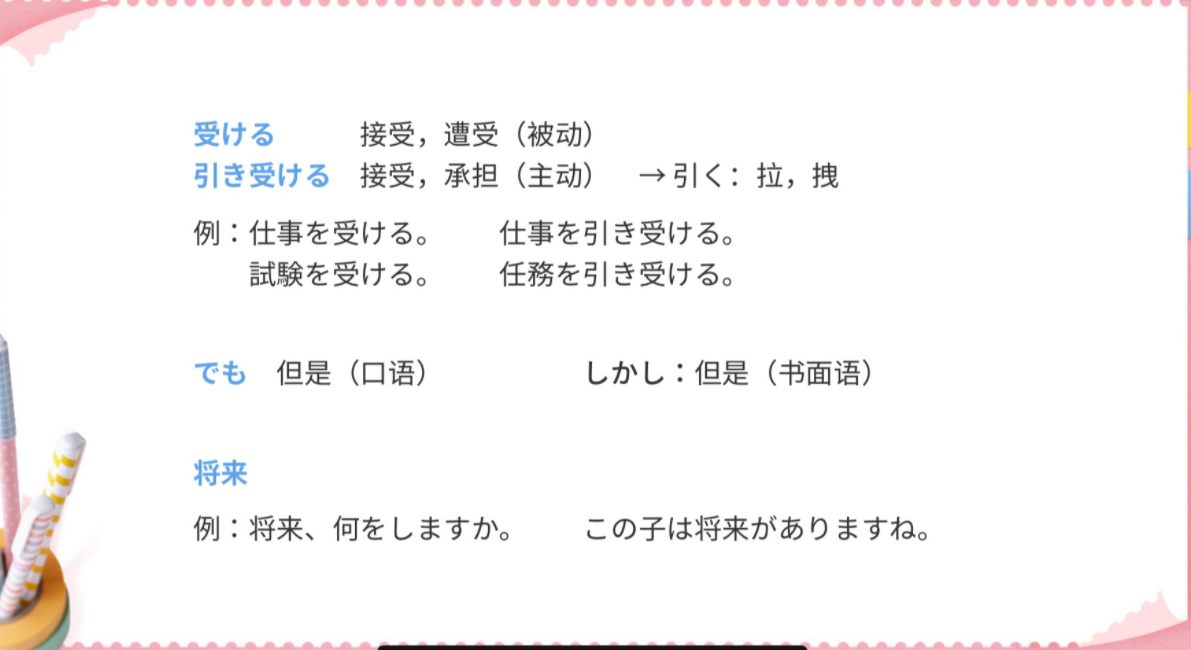 受ける　接受，遭受（被动）
引き受ける　接受，承担（主动）　→引く：拉，拽
例：仕事を受ける。　仕事を引き受ける。
試験を受ける。　任務を引き受ける。
でも　但是（口语）　しかし：但是（书面语）
将来
例：将来、何をしますか。　この子は将来がありますね。